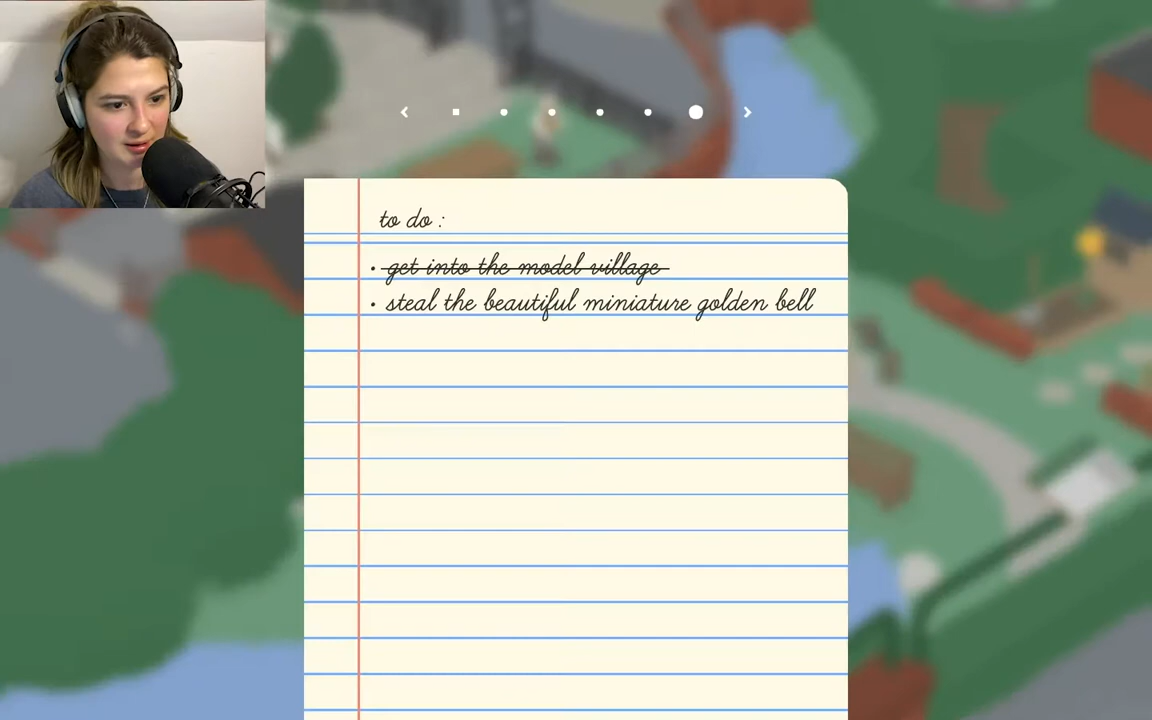 to do :
• get into the model village
• steal the beautiful miniature golden bell